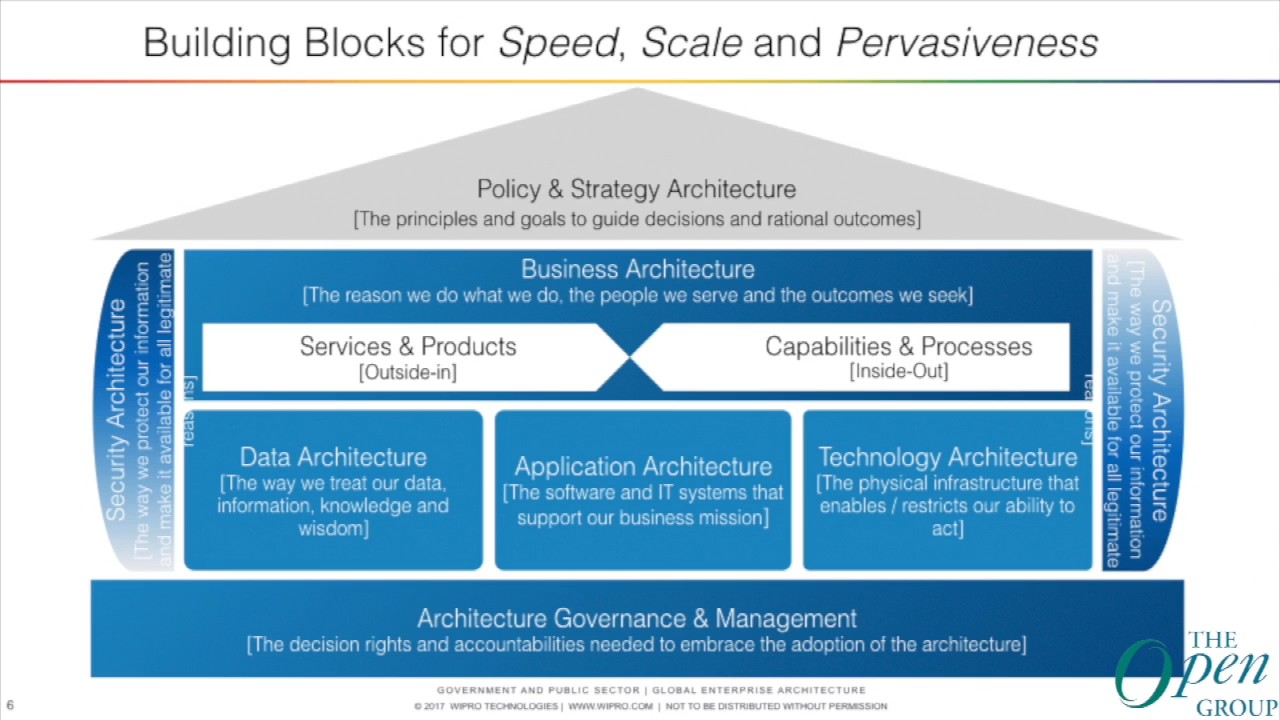 Building Blocks for Speed, Scale and Pervasiveness
Policy & Strategy Architecture
[The principles and goals to guide decisions and rational outcomes]
Security Architecture
[The way we protect our information
and make it available for all legitimate
reasons]
Business Architecture
[The reason we do what we do, the people we serve and the outcomes we seek]
Services & Products
[Outside-in]
Capabilities & Processes
[Inside-Out]
Data Architecture
[The way we treat our data,
information, knowledge and
wisdom]
Application Architecture
[The software and IT systems that
support our business mission]
Technology Architecture
[The physical infrastructure that
enables / restricts our ability to
act]
Security Architecture
[The way we protect our information
and make it available for all legitimate
reasons]
Architecture Governance & Management
[The decision rights and accountabilities needed to embrace the adoption of the architecture]
GOVERNMENT AND PUBLIC SECTOR | GLOBAL ENTERPRISE ARCHITECTURE
© 2017 WIPRO TECHNOLOGIES | WWW.WIPRO.COM | NOT TO BE DISTRIBUTED WITHOUT PERMISSION
6
THE
Open
GROUP